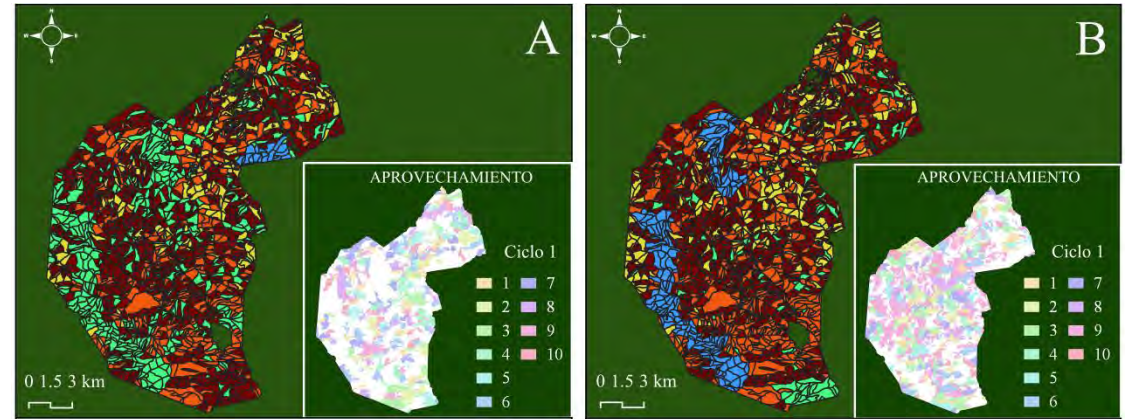 A
N
W E
S
APROVECHAMIENTO
Ciclo 1
1 7
2 8
3 9
4 10
5
6
0 1.5 3 km
B
N
W E
S
APROVECHAMIENTO
Ciclo 1
1 7
2 8
3 9
4 10
5
6
0 1.5 3 km